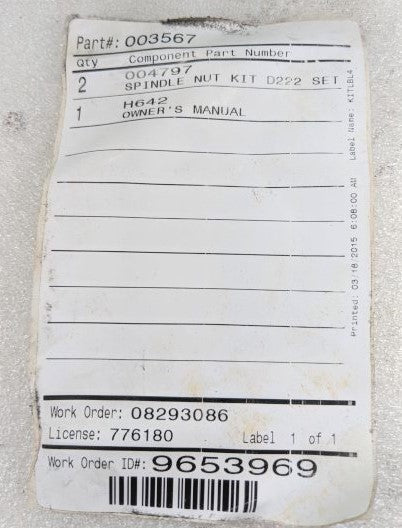 Part#: 003567
Qty Component Part Number
2 004797
SPINDLE NUT KIT D222 SET
1 H642
OWNER'S MANUAL
Work Order: 08293086
License: 776180 Label 1 of 1
Work Order ID#: 9653969
Printed: 03/18/2015 6:08:00 AM Label Name: KITLBL4